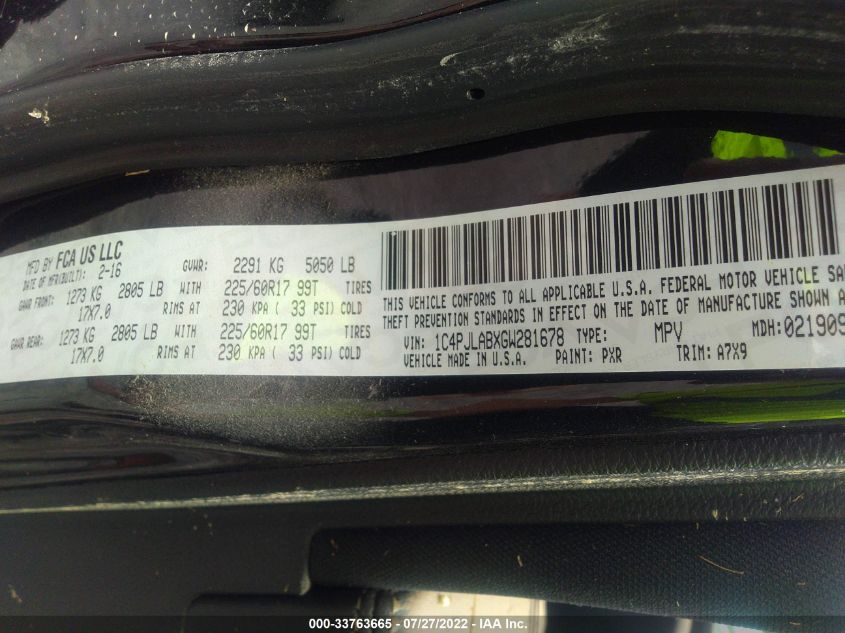 MFD BY FCA US LLC
DATE OF MFR(BUILT): 2-16 GVWR: 2291 KG 5050 LB
GAWR FRONT: 1273 KG 2805 LB WITH 225/60R17 99T TIRES
17X7.0 RIMS AT 230 KPA ( 33 PSI) COLD
GAWR REAR: 1273 KG 2805 LB WITH 225/60R17 99T TIRES
17X7.0 RIMS AT 230 KPA ( 33 PSI) COLD
THIS VEHICLE CONFORMS TO ALL APPLICABLE U.S.A. FEDERAL MOTOR VEHICLE SA
THEFT PREVENTION STANDARDS IN EFFECT ON THE DATE OF MANUFACTURE SHOWN A
VIN: 1C4PJLABXGW281678 TYPE: MPV MDH: 021909
VEHICLE MADE IN U.S.A. PAINT: PXR TRIM: A7X9
000-33763665 - 07/27/2022 - IAA Inc.